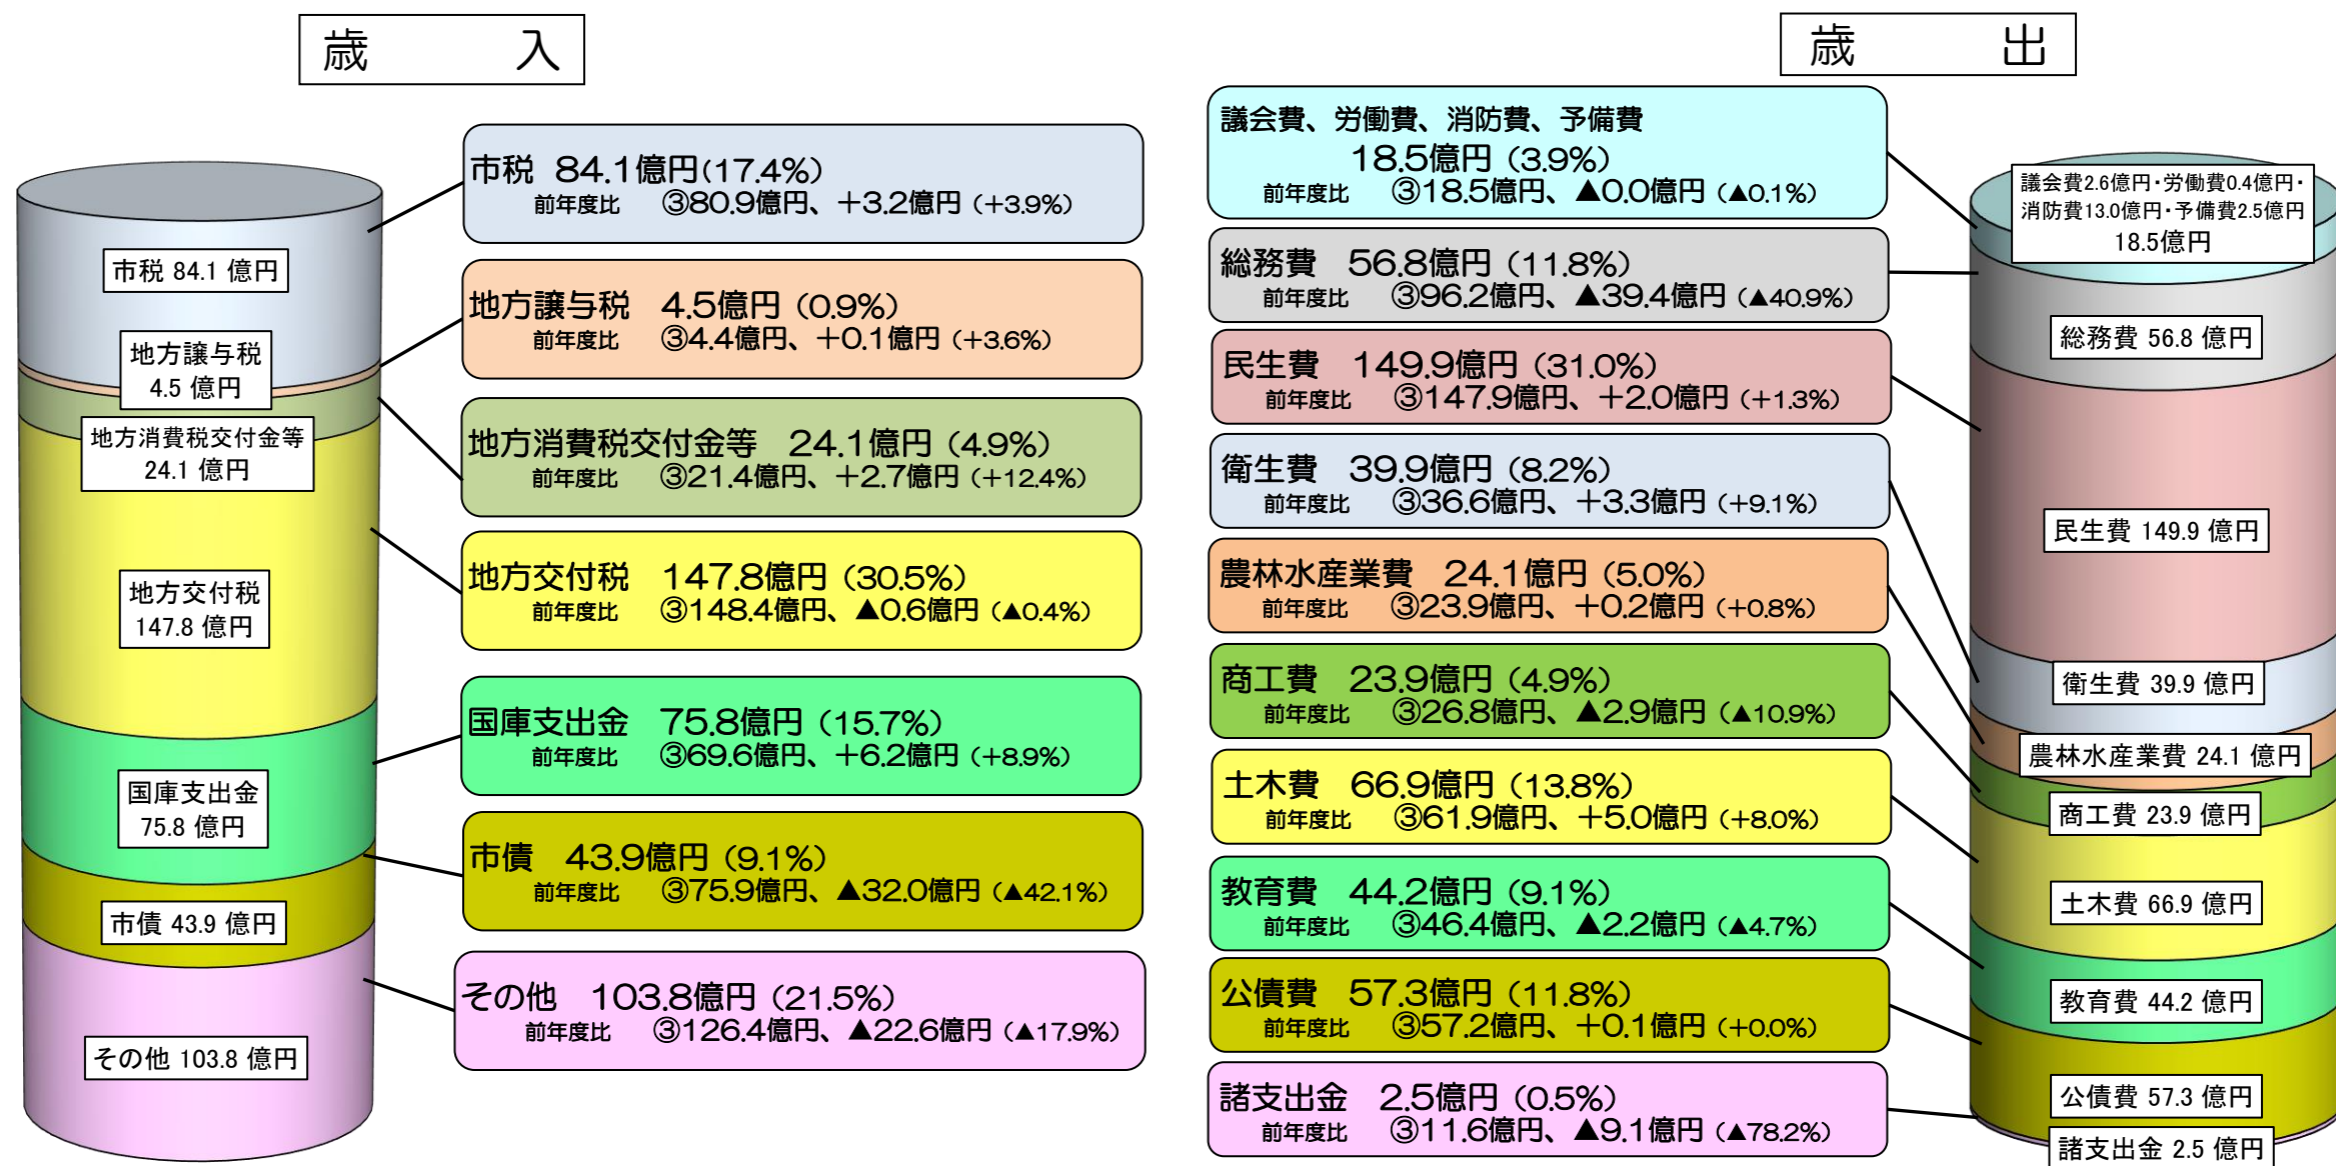 歳　入
市税 84.1億円(17.4%)
前年度比 ③80.9億円、+3.2億円(+3.9%)
地方譲与税 4.5億円(0.9%)
前年度比 ③4.4億円、+0.1億円(+3.6%)
地方消費税交付金等 24.1億円(4.9%)
前年度比 ③21.4億円、+2.7億円(+12.4%)
地方交付税 147.8億円(30.5%)
前年度比 ③148.4億円、▲0.6億円(▲0.4%)
国庫支出金 75.8億円(15.7%)
前年度比 ③69.6億円、+6.2億円(+8.9%)
市債 43.9億円(9.1%)
前年度比 ③75.9億円、▲32.0億円(▲42.1%)
その他 103.8億円(21.5%)
前年度比 ③126.4億円、▲22.6億円(▲17.9%)
市税 84.1 億円
地方譲与税
4.5 億円
地方消費税交付金等
24.1 億円
地方交付税
147.8 億円
国庫支出金
75.8 億円
市債 43.9 億円
その他 103.8 億円
歳　出
議会費、労働費、消防費、予備費
18.5億円(3.9%)
前年度比 ③18.5億円、▲0.0億円(▲0.1%)
総務費 56.8億円(11.8%)
前年度比 ③96.2億円、▲39.4億円(▲40.9%)
民生費 149.9億円(31.0%)
前年度比 ③147.9億円、+2.0億円(+1.3%)
衛生費 39.9億円(8.2%)
前年度比 ③36.6億円、+3.3億円(+9.1%)
農林水産業費 24.1億円(5.0%)
前年度比 ③23.9億円、+0.2億円(+0.8%)
商工費 23.9億円(4.9%)
前年度比 ③26.8億円、▲2.9億円(▲10.9%)
土木費 66.9億円(13.8%)
前年度比 ③61.9億円、+5.0億円(+8.0%)
教育費 44.2億円(9.1%)
前年度比 ③46.4億円、▲2.2億円(▲4.7%)
公債費 57.3億円(11.8%)
前年度比 ③57.2億円、+0.1億円(+0.0%)
諸支出金 2.5億円(0.5%)
前年度比 ③11.6億円、▲9.1億円(▲78.2%)
議会費2.6億円・労働費0.4億円・
消防費13.0億円・予備費2.5億円
18.5億円
総務費 56.8 億円
民生費 149.9 億円
衛生費 39.9 億円
農林水産業費 24.1 億円
商工費 23.9 億円
土木費 66.9 億円
教育費 44.2 億円
公債費 57.3 億円
諸支出金 2.5 億円